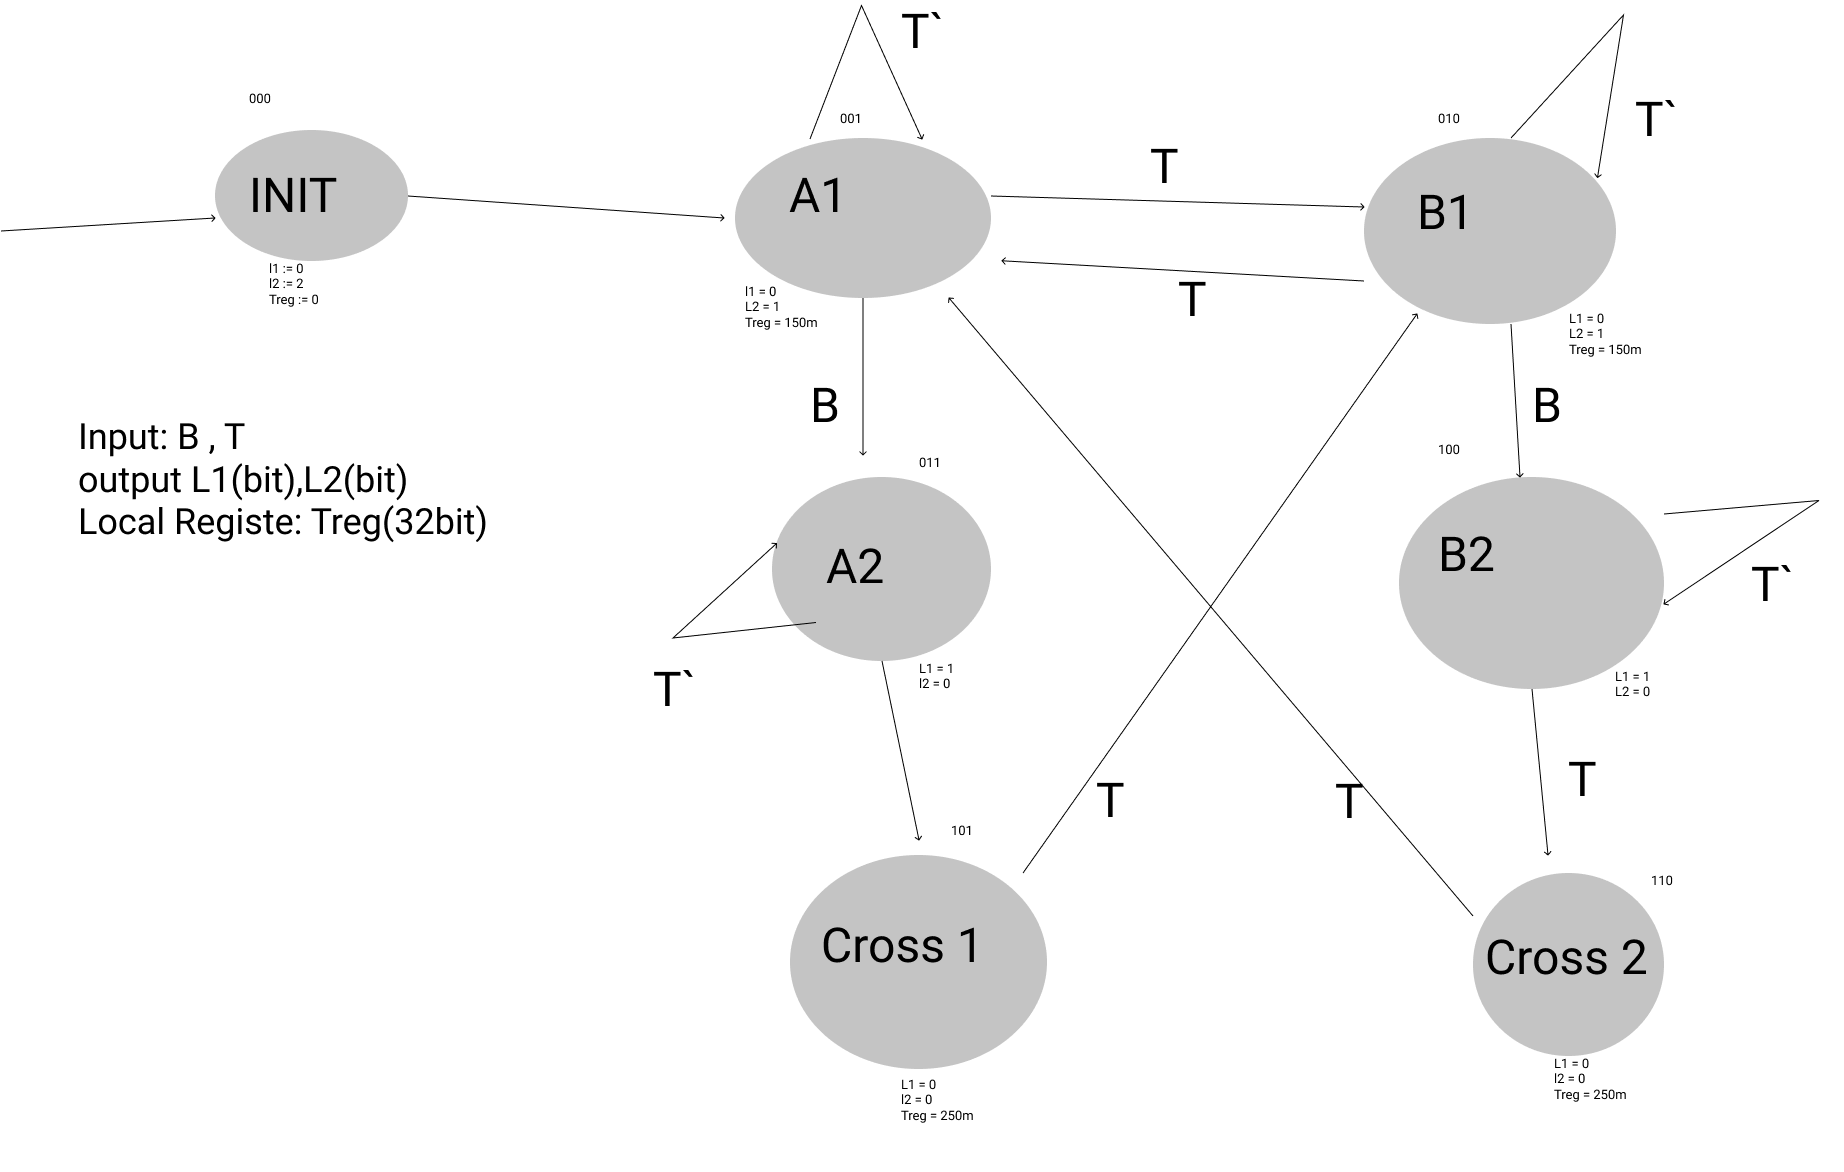 T`
T`
000
001
010
INIT
A1
T
B1
l1 := 0
l2 := 2
Treg := 0
l1 = 0
L2 = 1
Treg = 150m
T
L1 = 0
L2 = 1
Treg = 150m
Input: B , T
output L1(bit),L2(bit)
Local Registe: Treg(32bit)
B
B
011
100
A2
B2
T`
T`
L1 = 1
l2 = 0
L1 = 1
L2 = 0
T
T
T
101
110
Cross 1
Cross 2
L1 = 0
l2 = 0
Treg = 250m
L1 = 0
l2 = 0
Treg = 250m